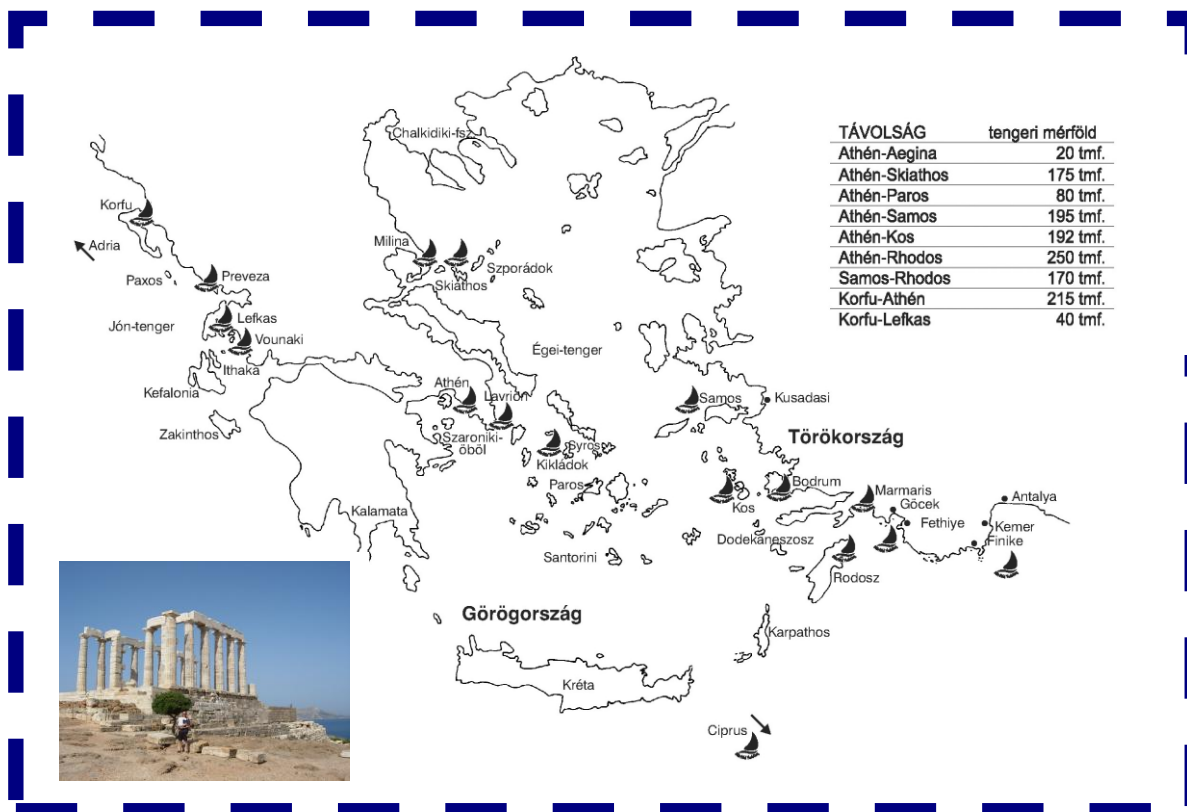 TÁVOLSÁG tengeri mérföld
Athén-Aegina 20 tmf.
Athén-Skiathos 175 tmf.
Athén-Paros 80 tmf.
Athén-Samos 195 tmf.
Athén-Kos 192 tmf.
Athén-Rhodos 250 tmf.
Samos-Rhodos 170 tmf.
Korfu-Athén 215 tmf.
Korfu-Lefkas 40 tmf.
Chalkidiki-fsz.
Korfu
Adria
Paxos
Preveza
Milina
Skiathos
Szporádok
Jón-tenger
Lefkas
Vounaki
Ithaka
Kefalonia
Zakinthos
Égei-tenger
Athén
Lavrion
Szaroniki-
öböl
Samos
Kusadasi
Törökország
Syros
Kikládok
Paros
Kalamata
Santorini
Kos
Bodrum
Marmaris
Göcek
Fethiye
Antalya
Kemer
Finike
Dodekaneszosz
Rodosz
Görögország
Karpathos
Kréta
Ciprus